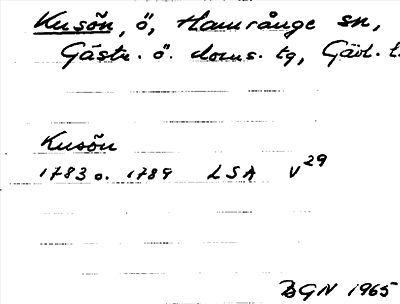 Kusön, ö, Hamrånge sn,
Gästr. ö. doms. tg, Gävl. l.
Kusön
1783 o. 1789 LSA V29
BGN 1965